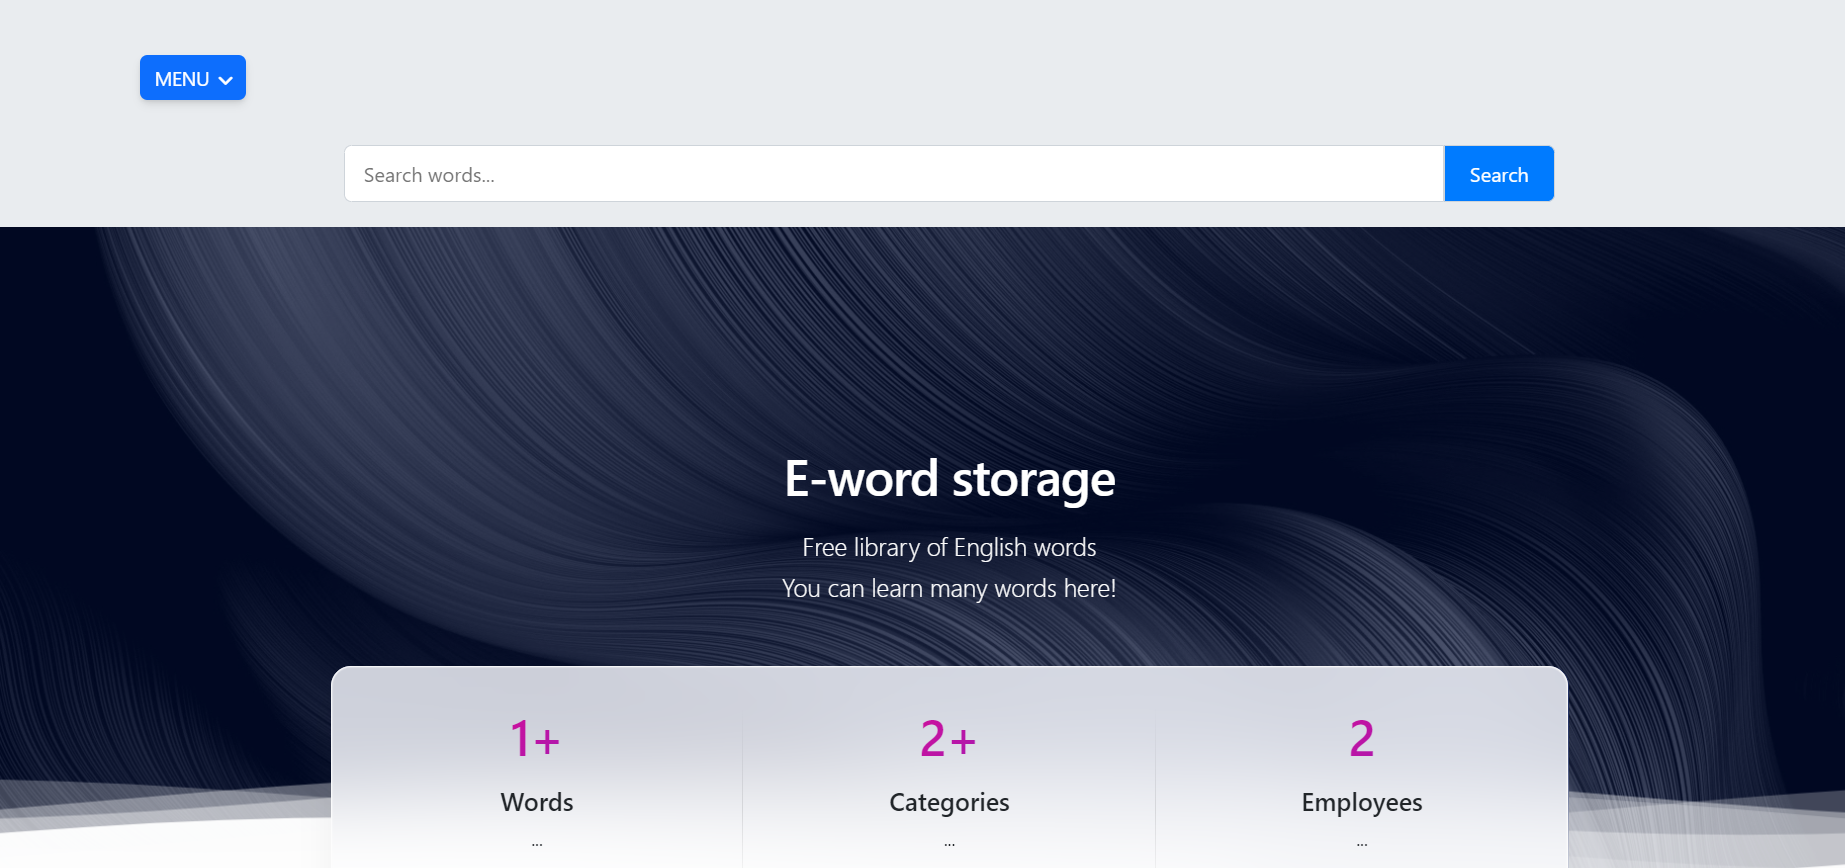 MENU
Search words...
Search
E-word storage
Free library of English words
You can learn many words here!
1+
2+
2
Words
Categories
Employees
...
...
...